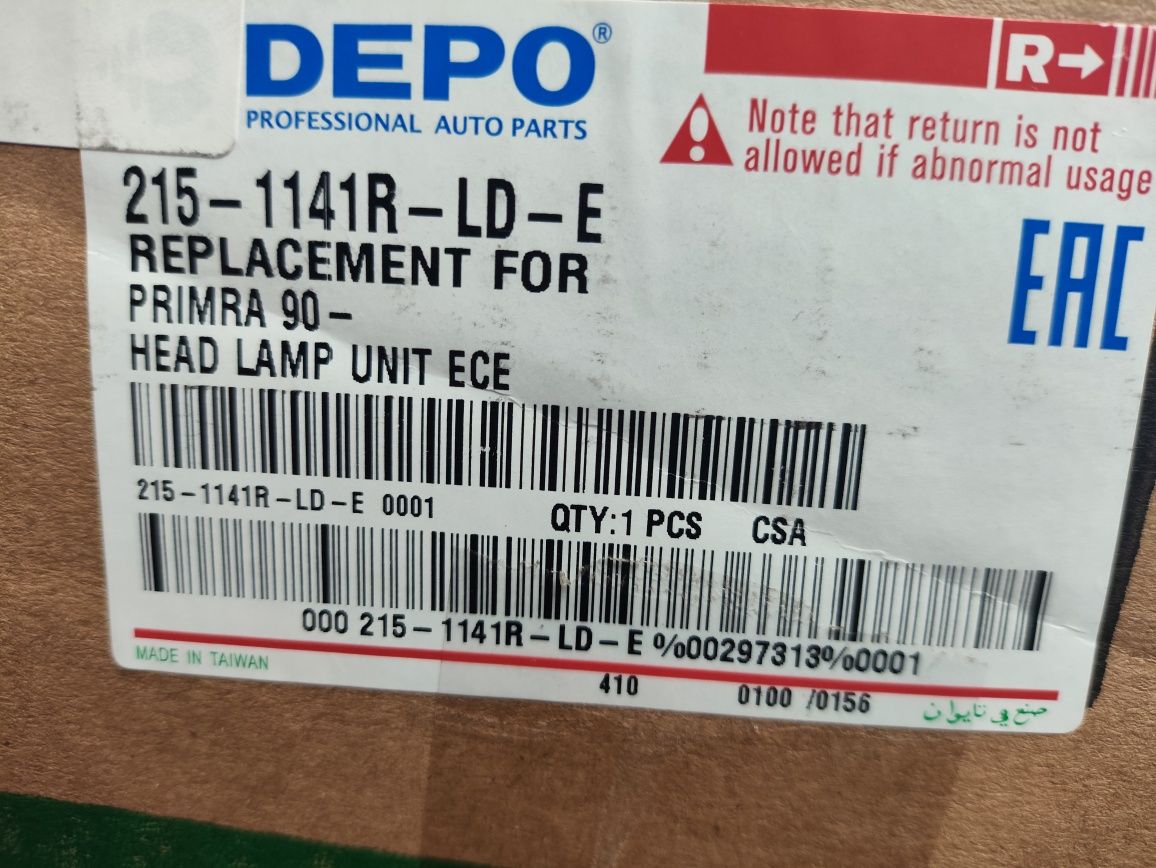 DEPO®
PROFESSIONAL AUTO PARTS
R→
Note that return is not
allowed if abnormal usage
215-1141R-LD-E
REPLACEMENT FOR
PRIMRA 90-
HEAD LAMP UNIT ECE
EAC
215-1141R-LD-E 0001
QTY:1 PCS CSA
000 215-1141R-LD-E %00297313%0001
MADE IN TAIWAN
410 0100 /0156
صنع في تايوان